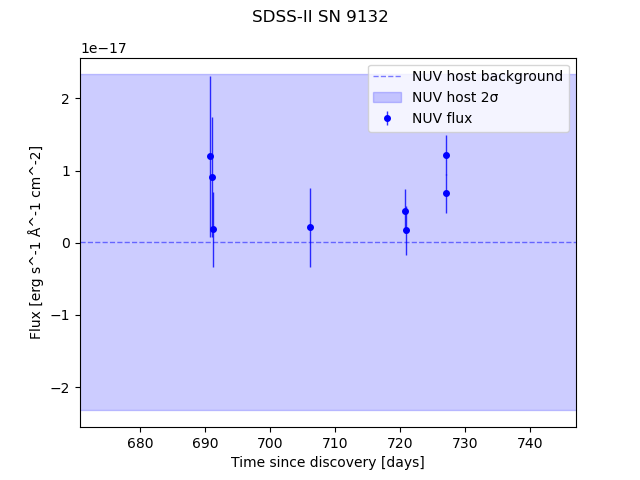 SDSS-II SN 9132
1e−17
NUV host background
NUV host 2σ
NUV flux
2
1
0
−1
−2
Flux [erg s^-1 Å^-1 cm^-2]
680 690 700 710 720 730 740
Time since discovery [days]